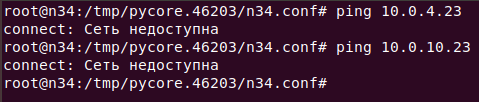 root@n34:/tmp/pycore.46203/n34.conf# ping 10.0.4.23
connect: Сеть недоступна
root@n34:/tmp/pycore.46203/n34.conf# ping 10.0.10.23
connect: Сеть недоступна
root@n34:/tmp/pycore.46203/n34.conf#